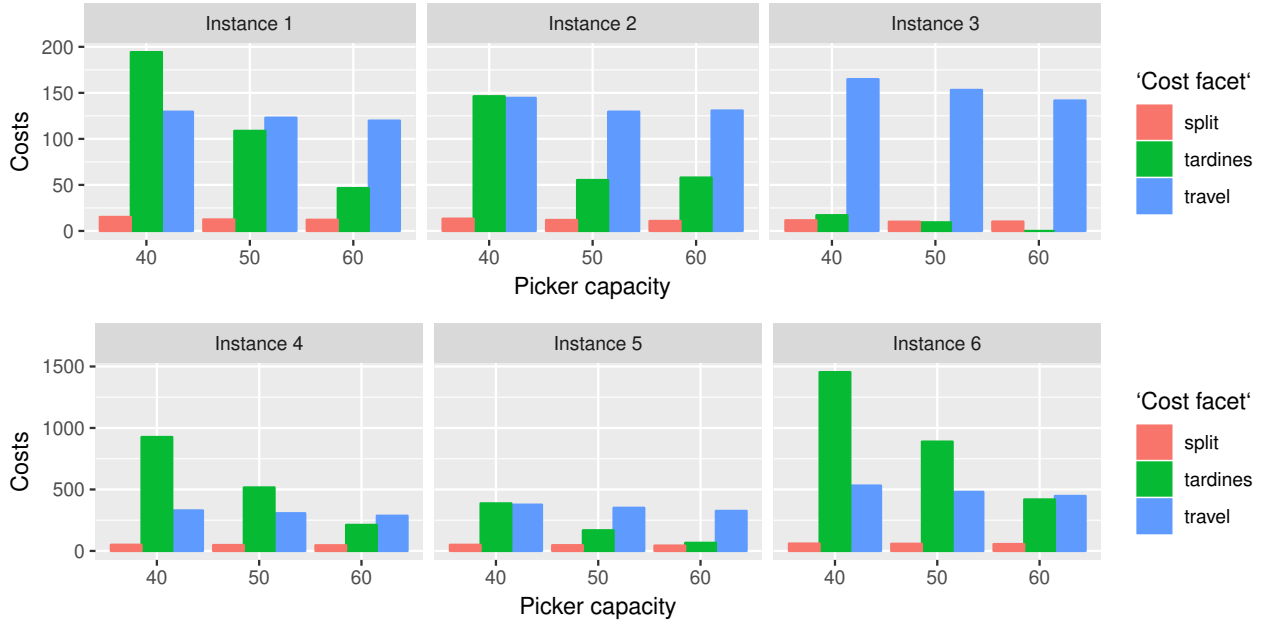 Instance 1
Instance 2
Instance 3
200
150
100
50
0
Costs
40
50
60
40
50
60
40
50
60
Picker capacity
‘Cost facet‘
split
tardines
travel
Instance 4
Instance 5
Instance 6
1500
1000
500
0
Costs
40
50
60
40
50
60
40
50
60
Picker capacity
‘Cost facet‘
split
tardines
travel